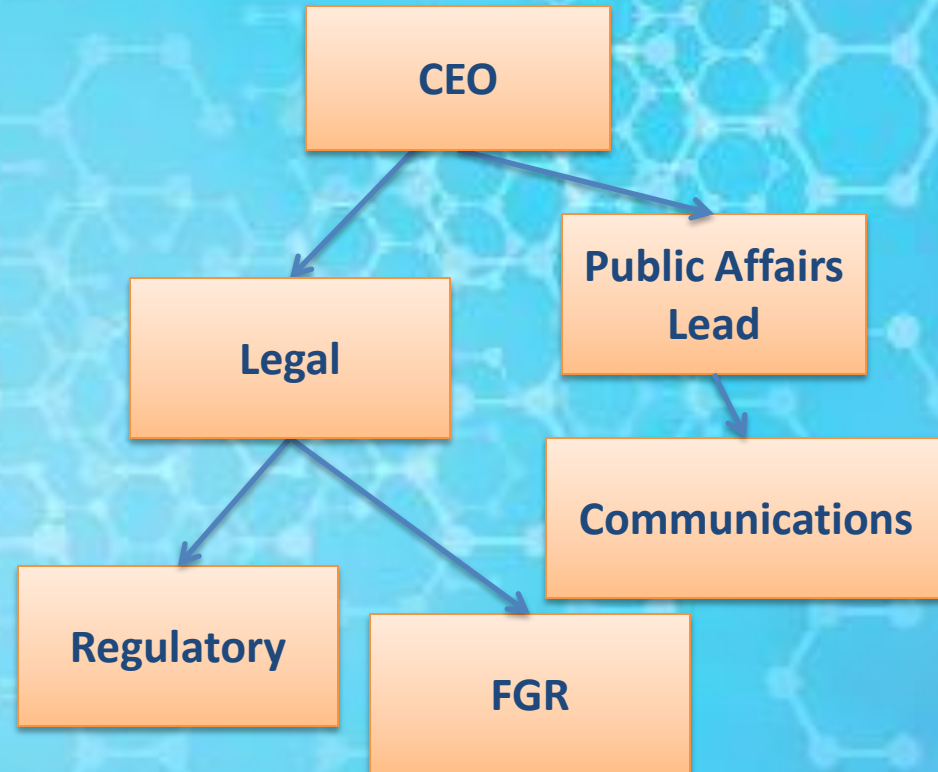 CEO
Public Affairs
Lead
Legal
Communications
Regulatory
FGR